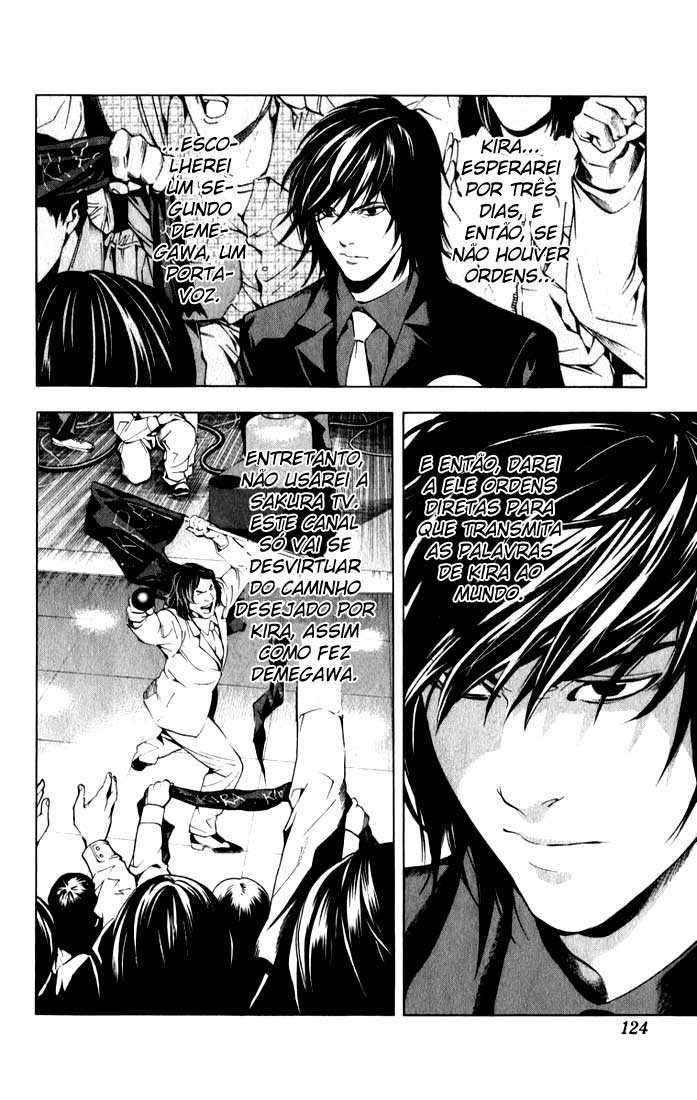 KIRA...
ESPERAREI
POR TRÊS
DIAS, E
ENTÃO, SE
NÃO HOUVER
ORDENS...
...ESCO-
LHEREI
UM SE-
GUNDO
DEME-
GAWA, UM
PORTA-
VOZ.
E ENTÃO, DAREI
A ELE ORDENS
DIRETAS PARA
QUE TRANSMITA
AS PALAVRAS
DE KIRA AO
MUNDO.
ENTRETANTO,
NÃO USAREI A
SAKURA TV.
ESTE CANAL
SÓ VAI SE
DESVIRTUAR
DO CAMINHO
DESEJADO POR
KIRA, ASSIM
COMO FEZ
DEMEGAWA.
KIRA KI
124